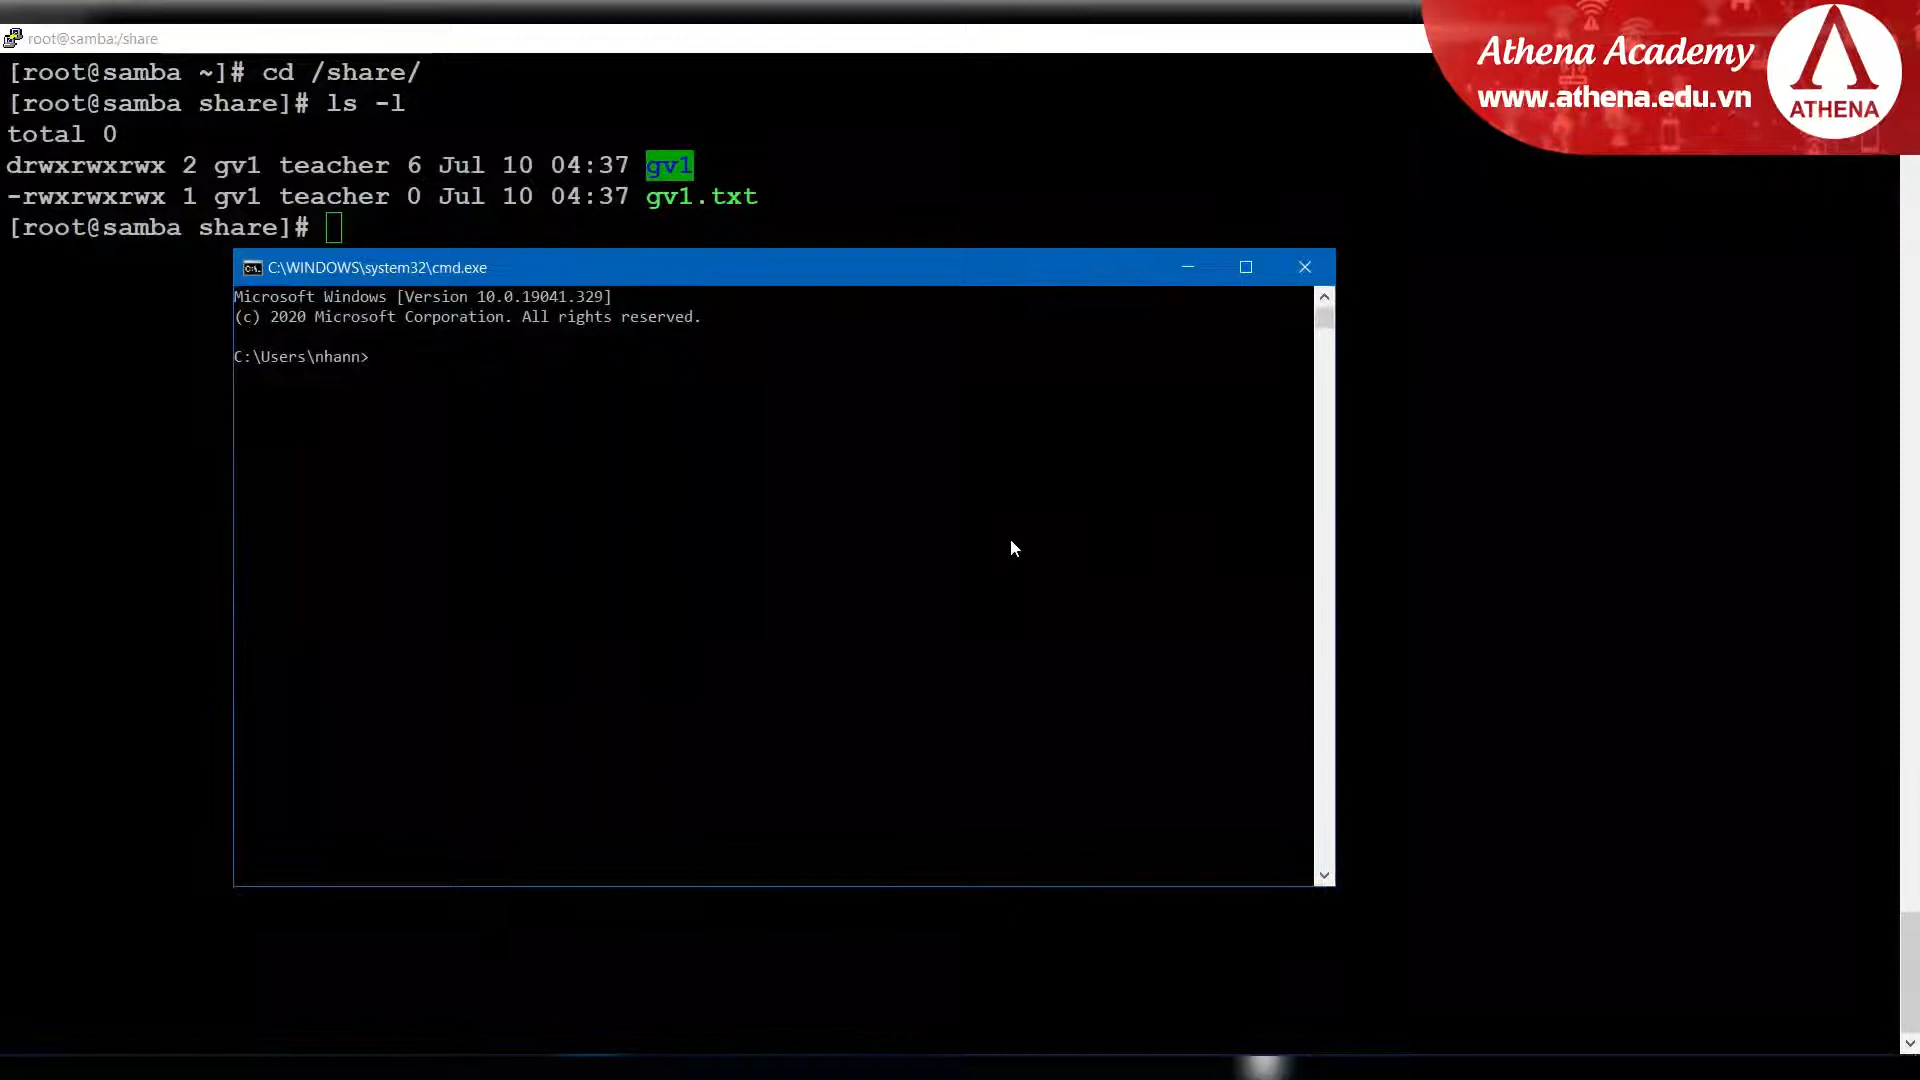 root@samba:/share
[root@samba ~]# cd /share/
[root@samba share]# ls -l
total 0
drwxrwxrwx 2 gv1 teacher 6 Jul 10 04:37 gv1
-rwxrwxrwx 1 gv1 teacher 0 Jul 10 04:37 gv1.txt
[root@samba share]#
Athena Academy
www.athena.edu.vn
ATHENA
C:\WINDOWS\system32\cmd.exe
Microsoft Windows [Version 10.0.19041.329]
(c) 2020 Microsoft Corporation. All rights reserved.
C:\Users\nhann>